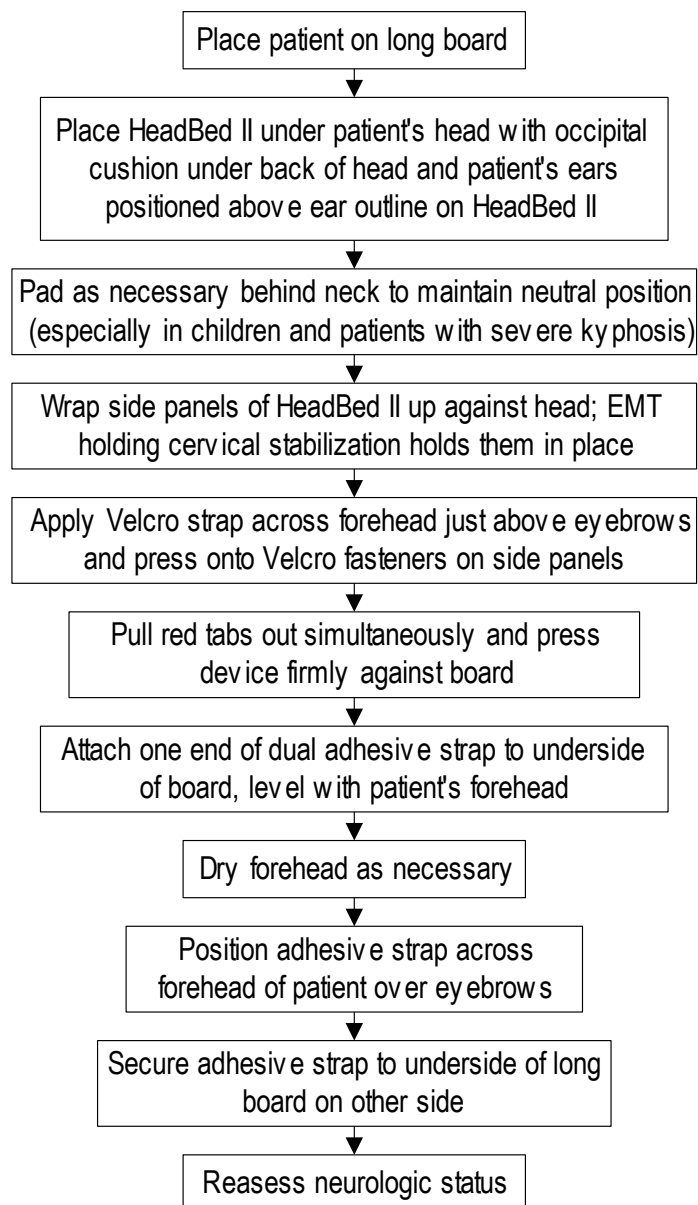 Place patient on long board
Place HeadBed II under patient's head with occipital
cushion under back of head and patient's ears
positioned above ear outline on HeadBed II
Pad as necessary behind neck to maintain neutral position
(especially in children and patients with severe kyphosis)
Wrap side panels of HeadBed II up against head; EMT
holding cervical stabilization holds them in place
Apply Velcro strap across forehead just above eyebrows
and press onto Velcro fasteners on side panels
Pull red tabs out simultaneously and press
device firmly against board
Attach one end of dual adhesive strap to underside
of board, level with patient's forehead
Dry forehead as necessary
Position adhesive strap across
forehead of patient over eyebrows
Secure adhesive strap to underside of long
board on other side
Reasess neurologic status